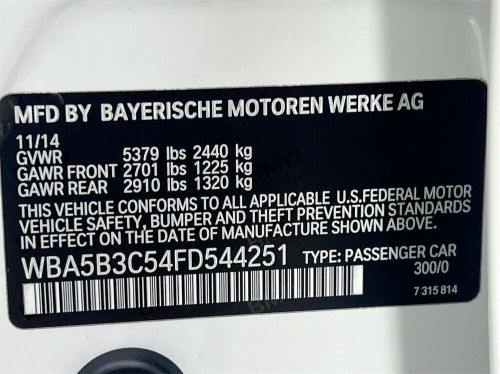 MFD BY BAYERISCHE MOTOREN WERKE AG
11/14
GVWR 5379 lbs 2440 kg
GAWR FRONT 2701 lbs 1225 kg
GAWR REAR 2910 lbs 1320 kg
THIS VEHICLE CONFORMS TO ALL APPLICABLE U.S.FEDERAL MOTOR
VEHICLE SAFETY, BUMPER AND THEFT PREVENTION STANDARDS
IN EFFECT ON THE DATE OF MANUFACTURE SHOWN ABOVE.
WBA5B3C54FD544251 TYPE: PASSENGER CAR
300/0
7 315 814